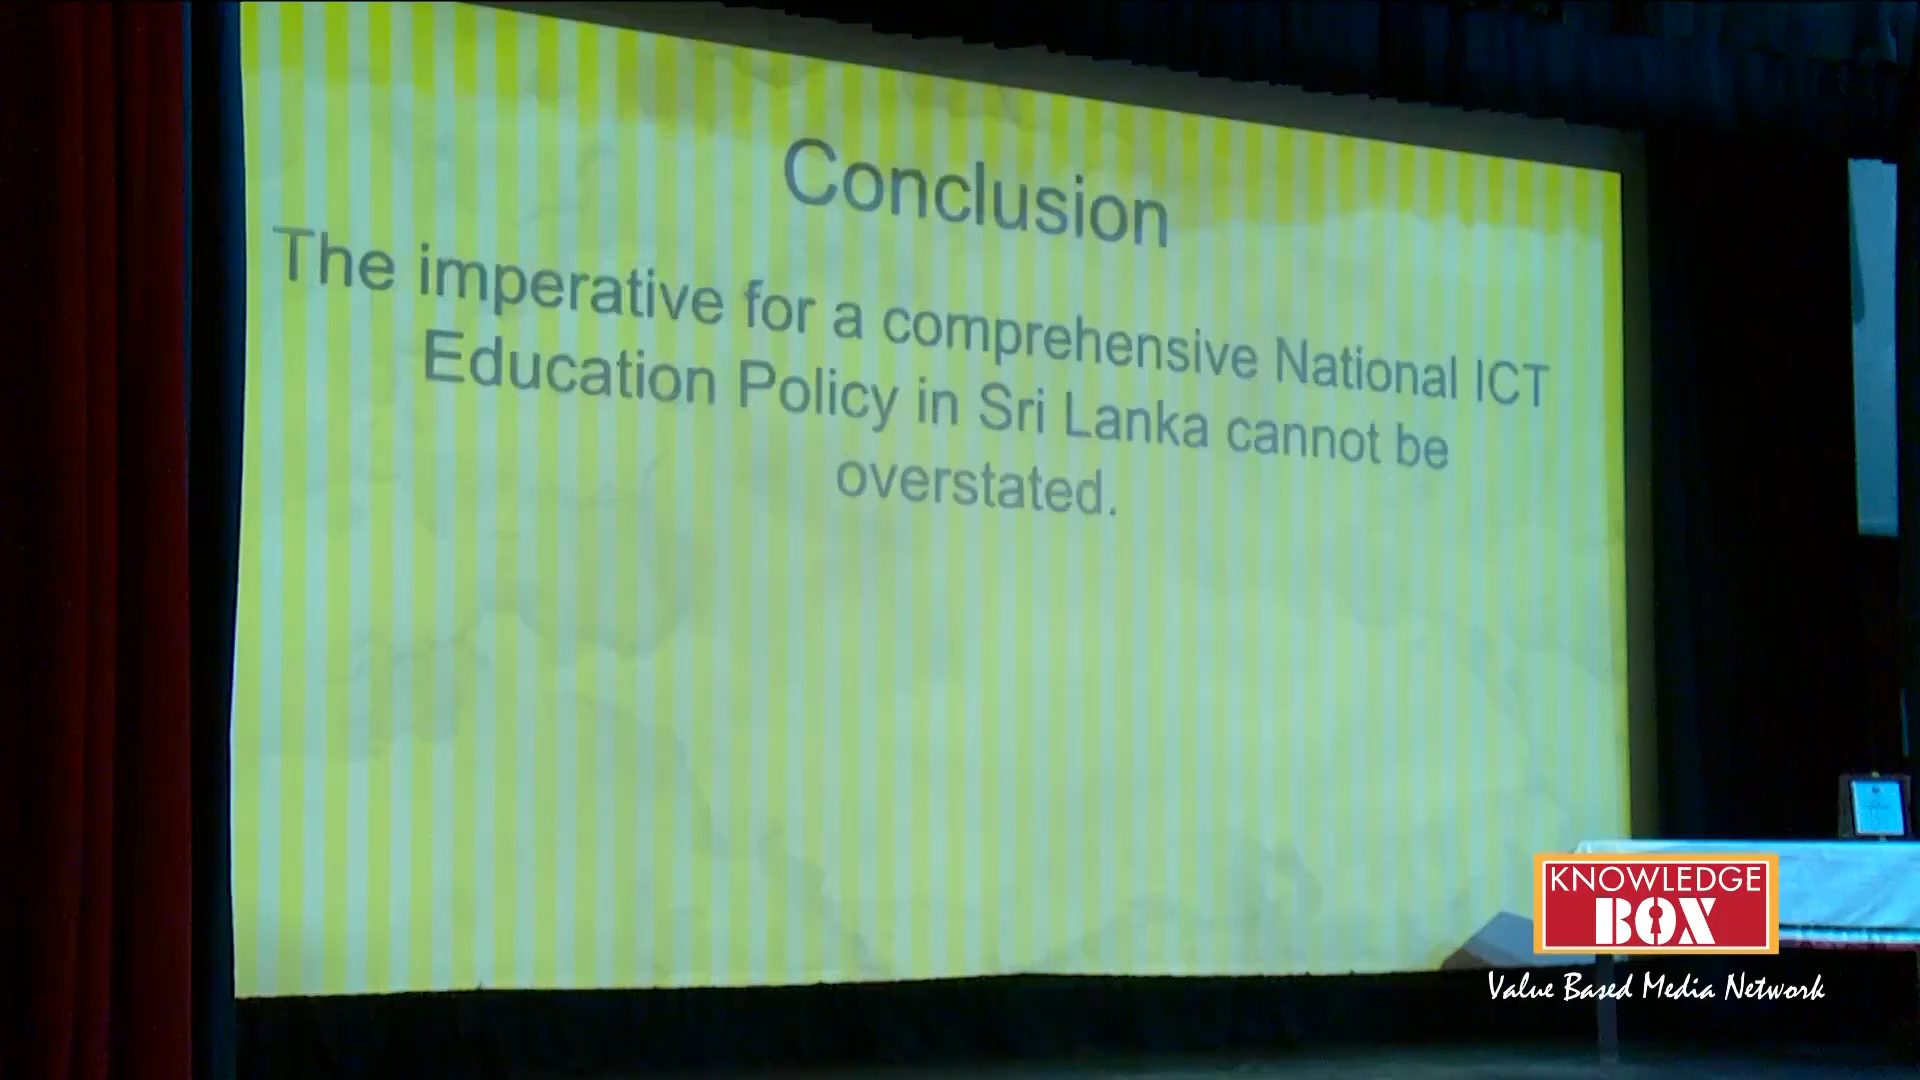 Conclusion
The imperative for a comprehensive National ICT
Education Policy in Sri Lanka cannot be
overstated.
KNOWLEDGE
BOX
Value Based Media Network